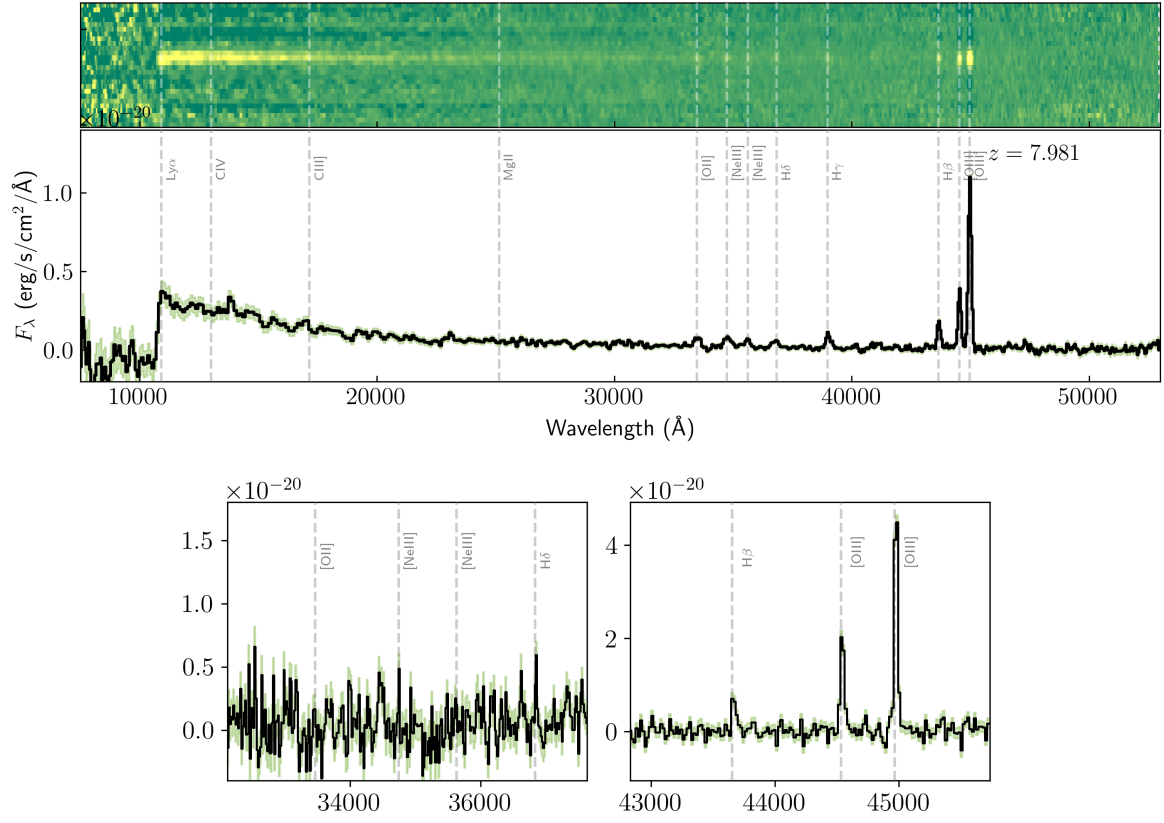 ×10⁻²⁰
Lyα CIV CIII] MgII [OII] [NeIII] [NeIII] Hδ Hγ Hβ [OIII] [OIII] z = 7.981
1.0
0.5
0.0
F_λ (erg/s/cm²/Å)
10000 20000 30000 40000 50000
Wavelength (Å)
×10⁻²⁰
[OII] [NeIII] [NeIII] Hδ
1.5
1.0
0.5
0.0
34000 36000
×10⁻²⁰
Hβ [OIII] [OIII]
4
2
0
43000 44000 45000